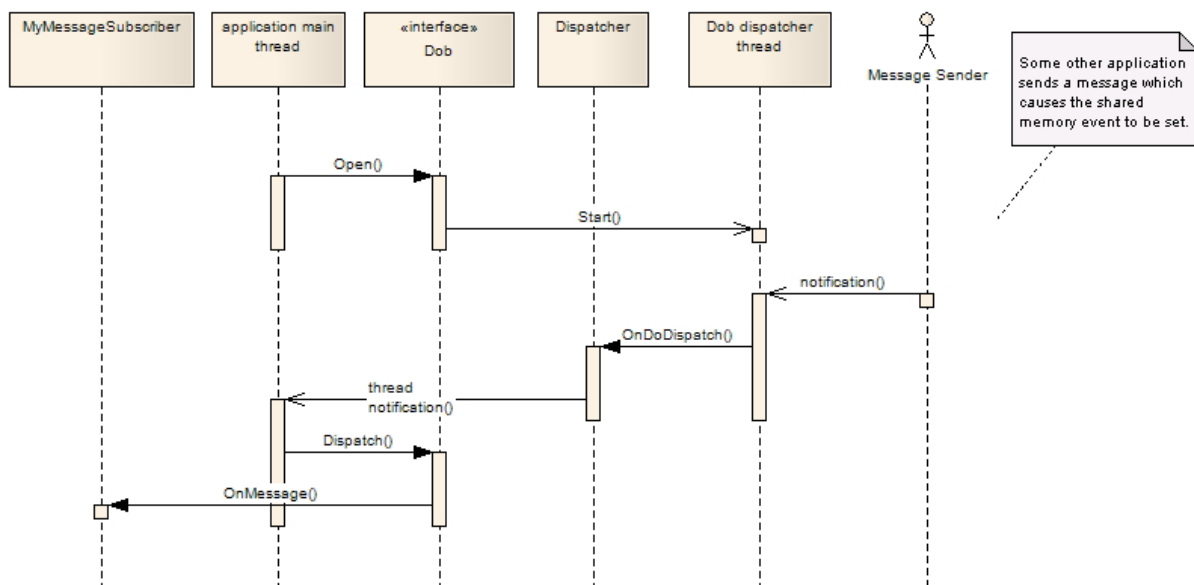 MyMessageSubscriber
application main
thread
«interface»
Dob
Dispatcher
Dob dispatcher
thread
Message Sender
Some other application
sends a message which
causes the shared
memory event to be set.
Open()
Start()
notification()
OnDoDispatch()
thread
notification()
Dispatch()
OnMessage()